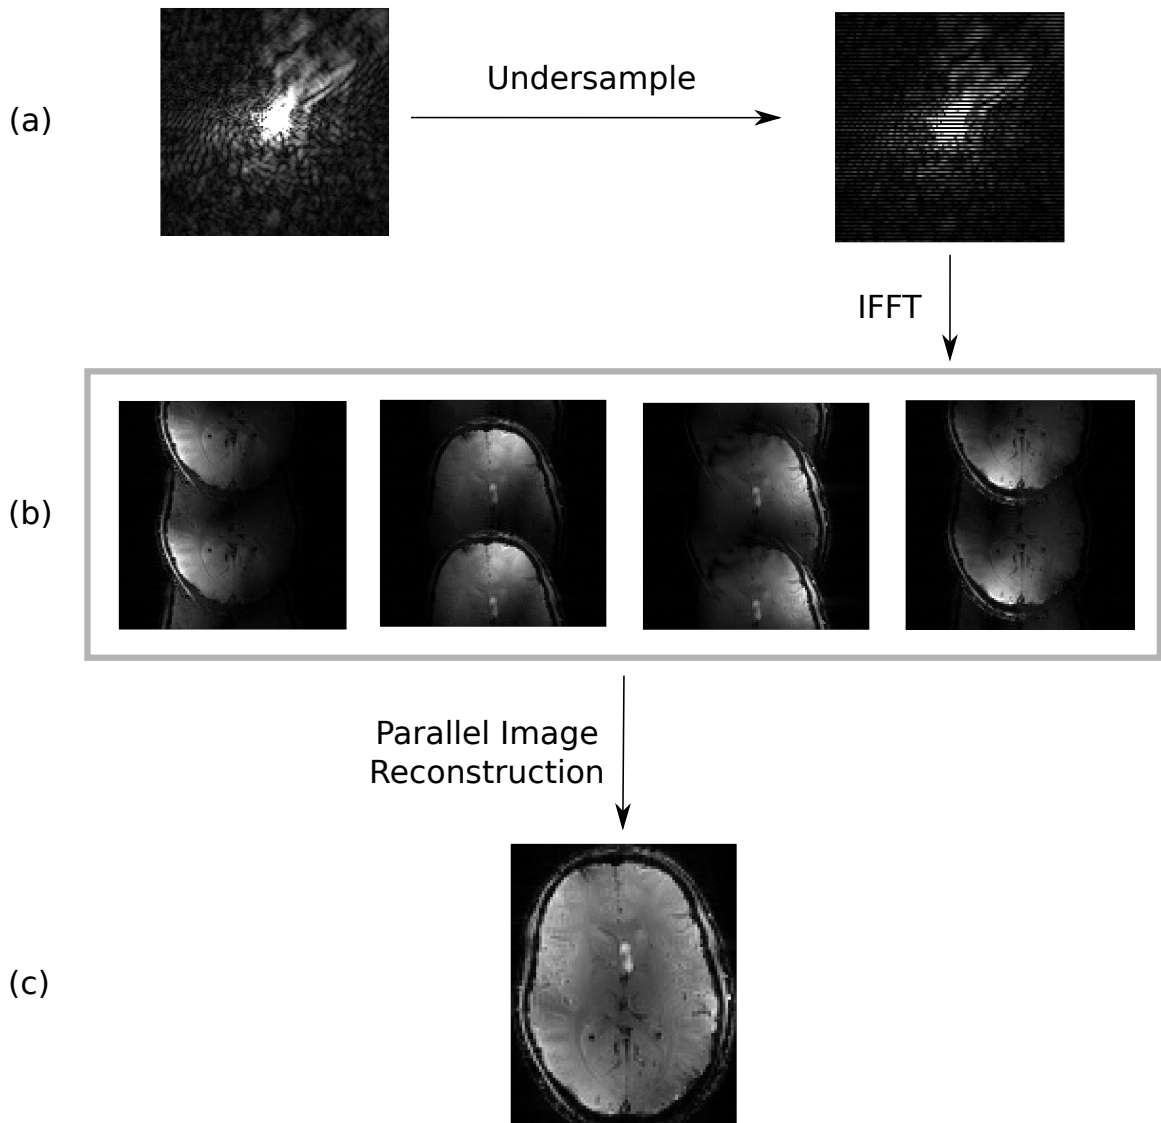 (a)
Undersample
IFFT
(b)
Parallel Image
Reconstruction
(c)